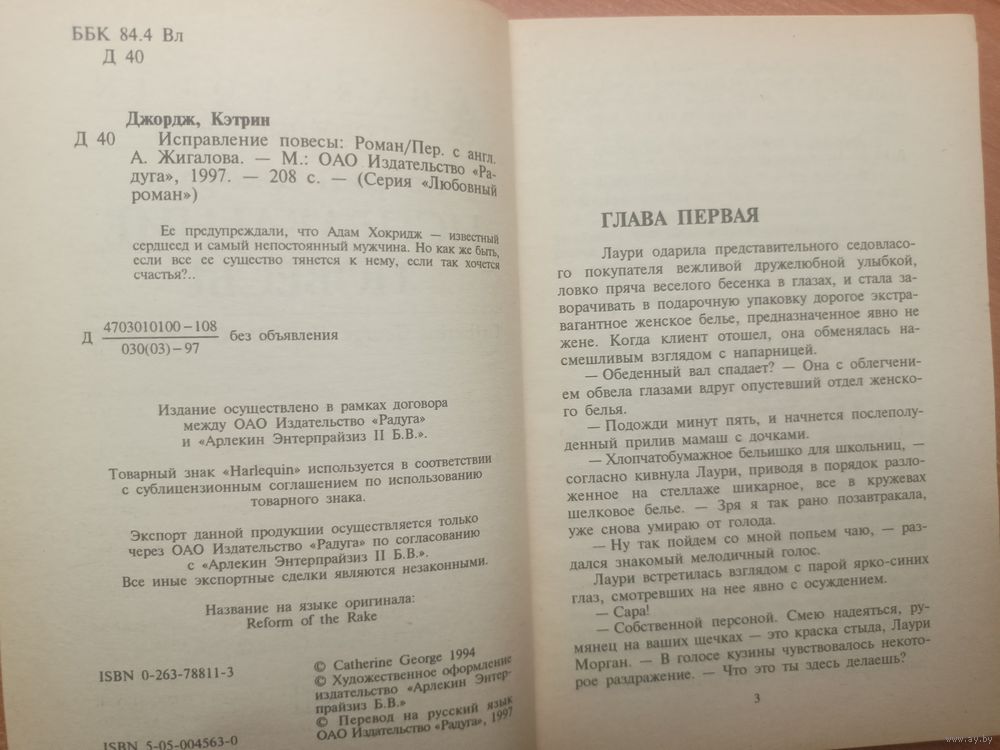 ББК 84.4 Вл
Д 40
Джордж, Кэтрин
Д 40 Исправление повесы: Роман/Пер. с англ.
А. Жигалова. — М.: ОАО Издательство «Ра-
дуга», 1997. — 208 с. — (Серия «Любовный
роман»)
Ее предупреждали, что Адам Хокридж — известный
сердцеед и самый непостоянный мужчина. Но как же быть,
если все ее существо тянется к нему, если так хочется
счастья?..
Д 4703010100–108 без объявления
030(03)–97
Издание осуществлено в рамках договора
между ОАО Издательство «Радуга»
и «Арлекин Энтерпрайзиз II Б.В.».
Товарный знак «Harlequin» используется в соответствии
с сублицензионным соглашением по использованию
товарного знака.
Экспорт данной продукции осуществляется только
через ОАО Издательство «Радуга» по согласованию
с «Арлекин Энтерпрайзиз II Б.В.».
Все иные экспортные сделки являются незаконными.
Название на языке оригинала:
Reform of the Rake
ISBN 0-263-78811-3
ISBN 5-05-004563-0
© Catherine George 1994
© Художественное оформление
издательство «Арлекин Энтер-
прайзиз Б.В.»
© Перевод на русский язык
ОАО Издательство «Радуга», 1997
ГЛАВА ПЕРВАЯ
Лаури одарила представительного седовласо-
го покупателя вежливой дружелюбной улыбкой,
ловко пряча веселого бесенка в глазах, и стала за-
ворачивать в подарочную упаковку дорогое экстра-
вагантное женское белье, предназначенное явно не
жене. Когда клиент отошел, она обменялась на-
смешливым взглядом с напарницей.
— Обеденный вал спадает? — Она с облегчени-
ем обвела глазами вдруг опустевший отдел женско-
го белья.
— Подожди минут пять, и начнется послеполу-
денный прилив мамаш с дочками.
— Хлопчатобумажное бельишко для школьниц, —
согласно кивнула Лаури, приводя в порядок разло-
женное на стеллаже шикарное, все в кружевах
шелковое белье. — Зря я так рано позавтракала,
уже снова умираю от голода.
— Ну так пойдем со мной попьем чаю, — раз-
дался знакомый мелодичный голос.
Лаури встретилась взглядом с парой ярко-синих
глаз, смотревших на нее явно с осуждением.
— Сара!
— Собственной персоной. Смею надеяться, ру-
мянец на ваших щечках — это краска стыда, Лаури
Морган. — В голосе кузины чувствовалось некото-
рое раздражение. — Что это ты здесь делаешь?
3
www.ay.by